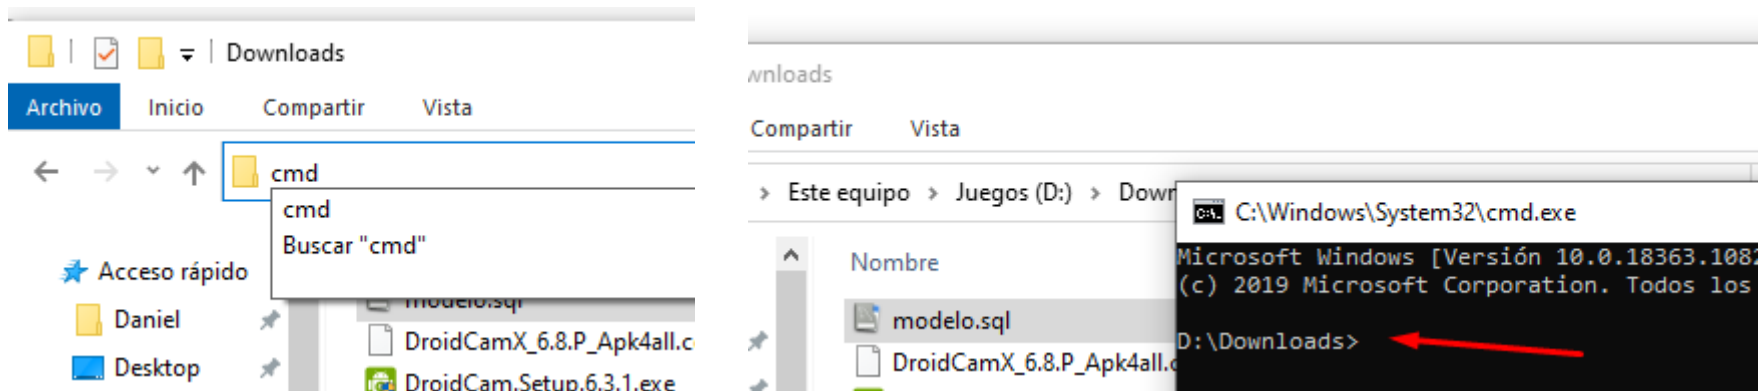 Downloads
Archivo Inicio Compartir Vista
cmd
cmd
Buscar "cmd"
Acceso rápido
Daniel
Desktop
modelo.sql
DroidCamX_6.8.P_Apk4all.c
DroidCam.Setup.6.3.1.exe
wnloads
Compartir Vista
> Este equipo > Juegos (D:) > Down
Nombre
modelo.sql
DroidCamX_6.8.P_Apk4all.c
C:\Windows\System32\cmd.exe
Microsoft Windows [Versión 10.0.18363.1082
(c) 2019 Microsoft Corporation. Todos los
D:\Downloads>